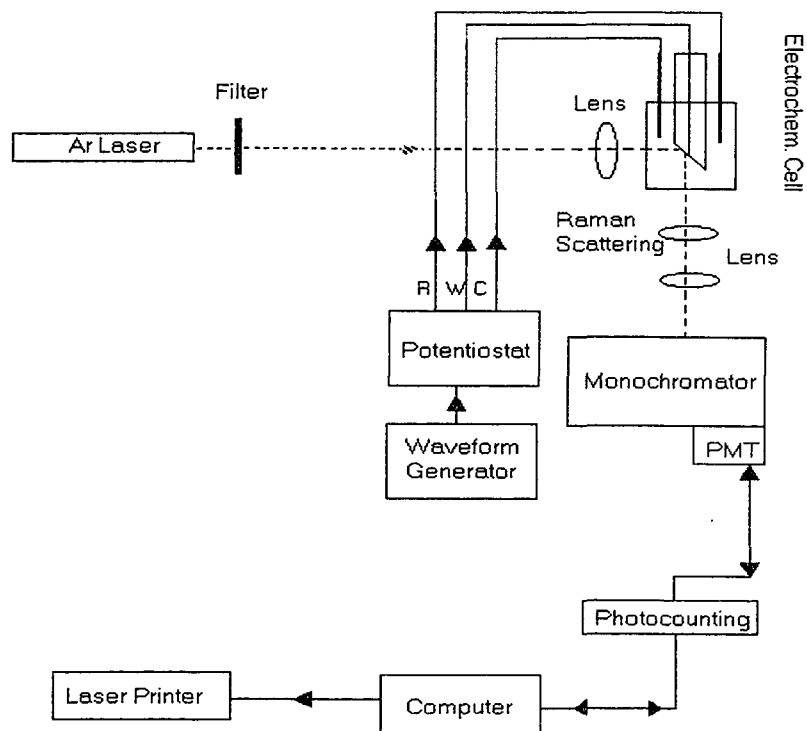 Electrochem. Cell
Filter
Lens
Ar Laser
Raman
Scattering
Lens
R W C
Potentiostat
Monochromator
Waveform
Generator
PMT
Photocounting
Laser Printer
Computer